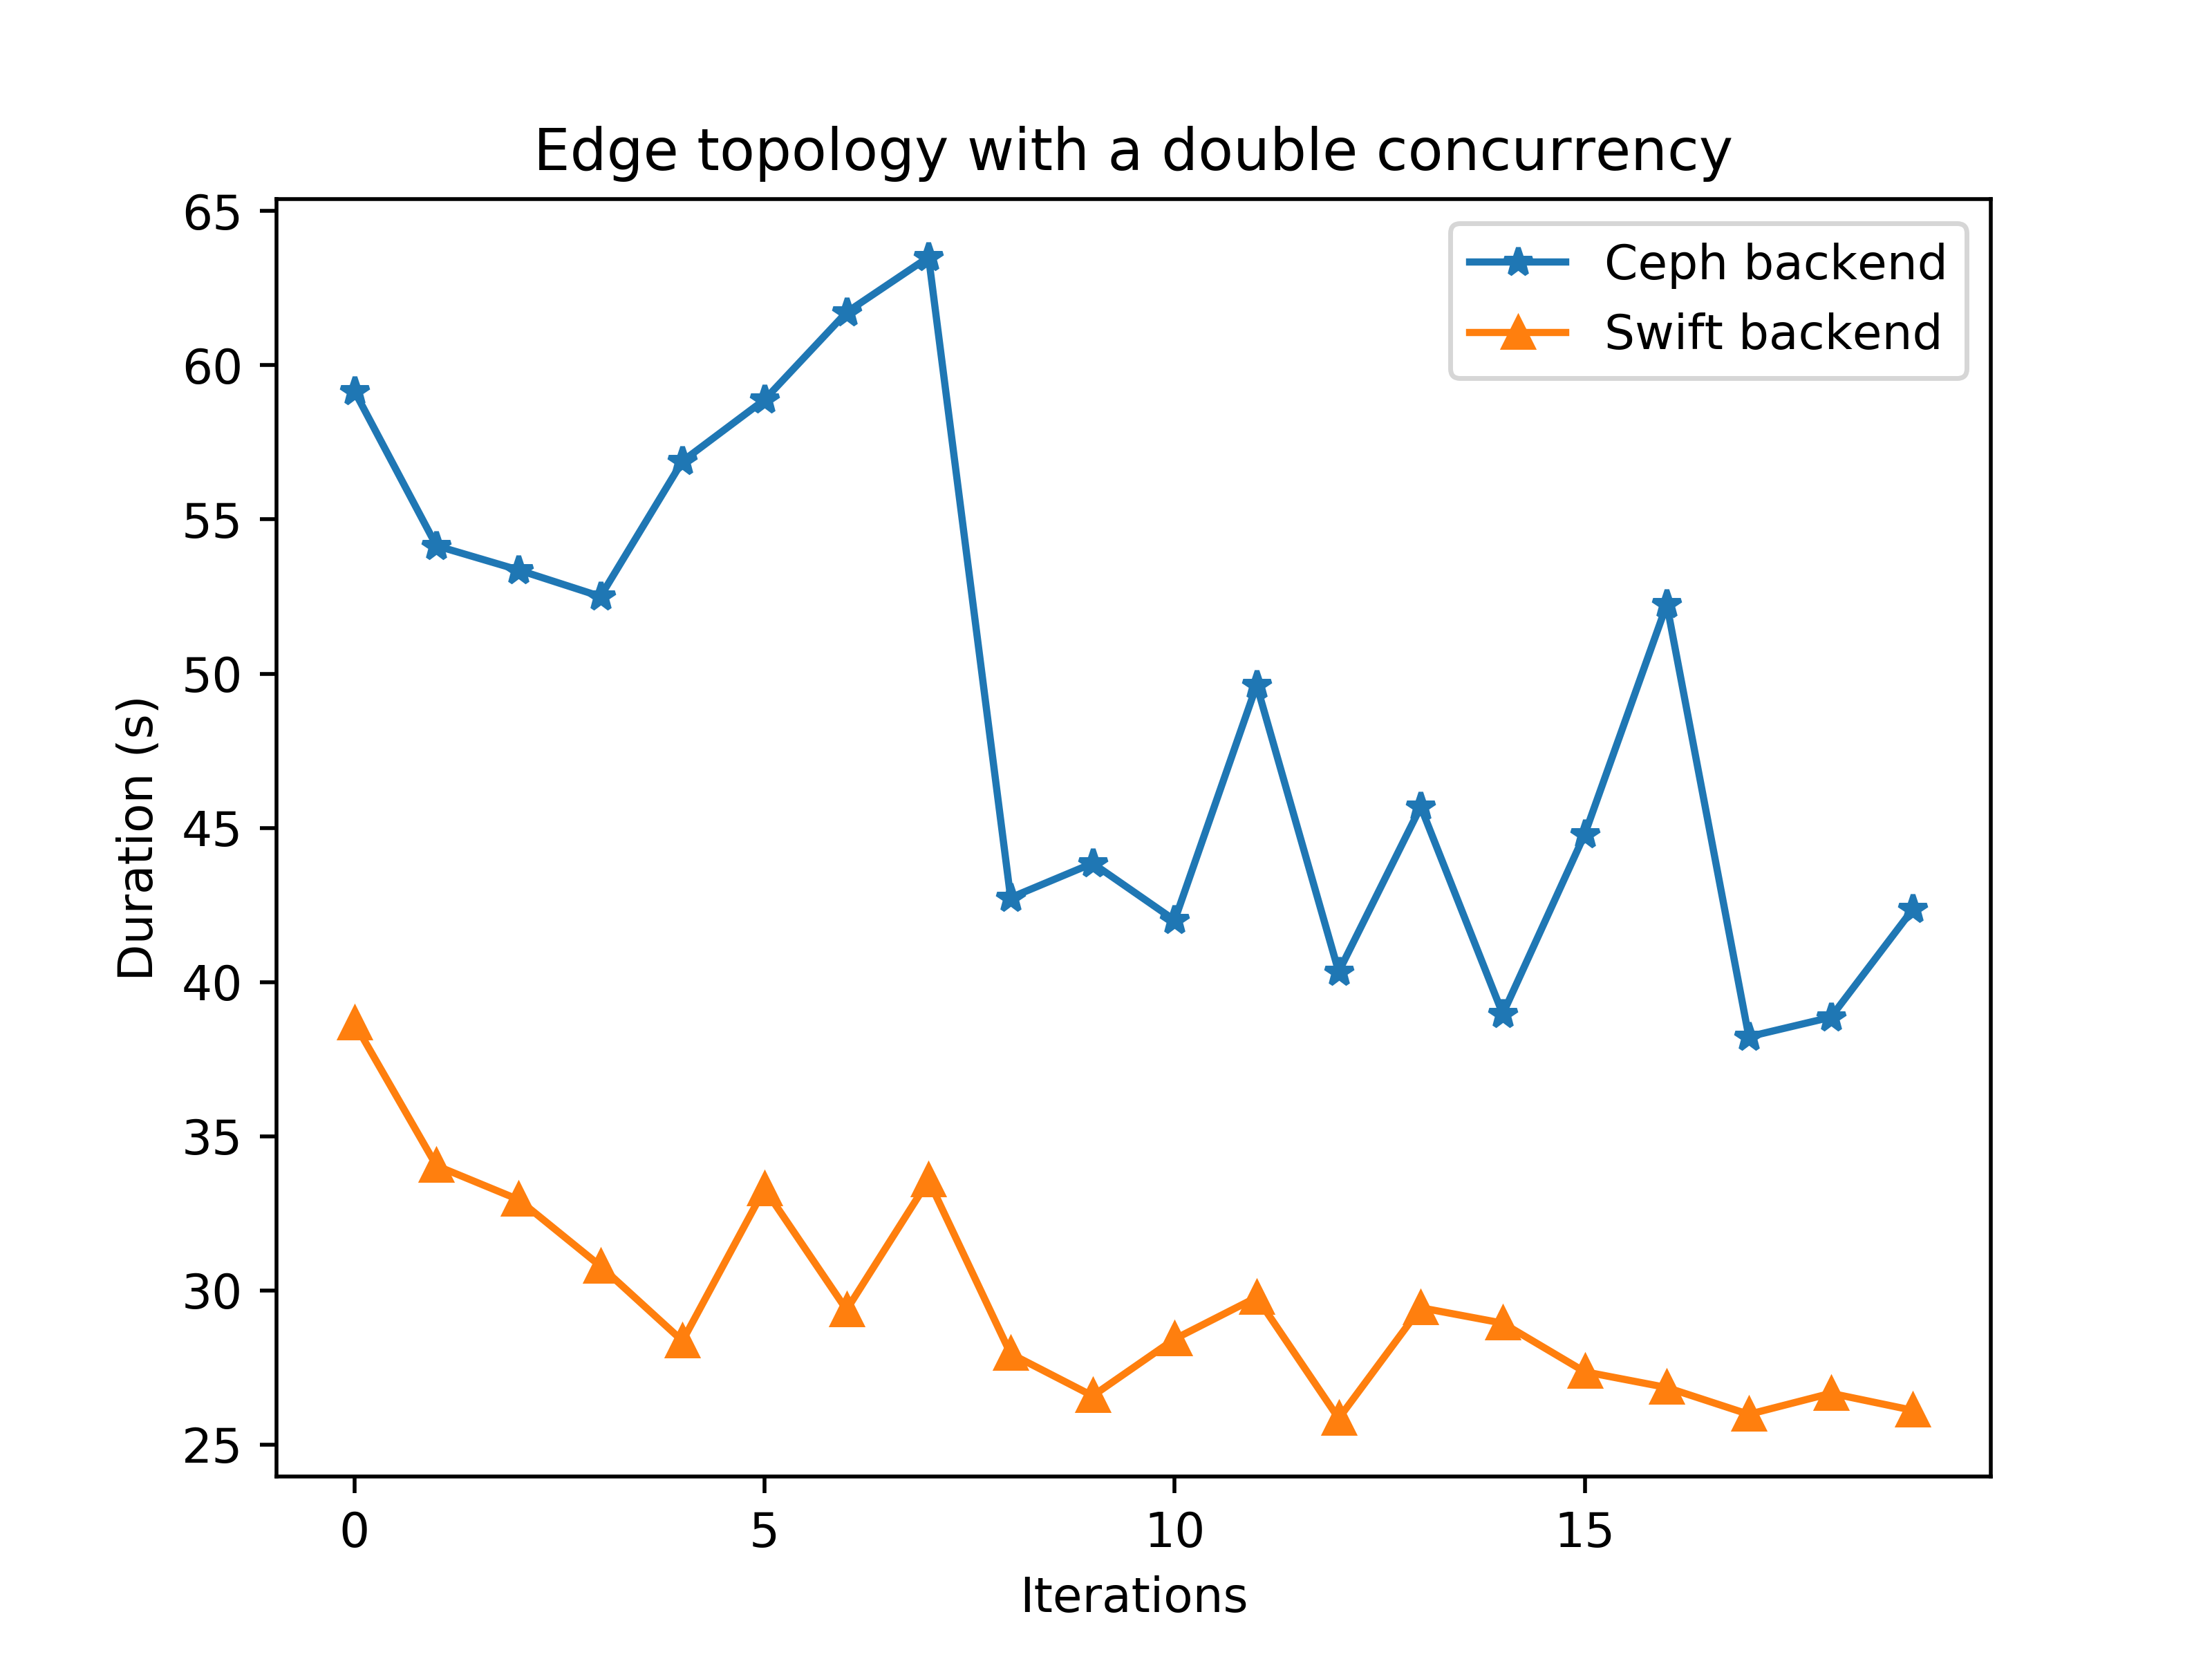 Edge topology with a double concurrency
Ceph backend
Swift backend
65
60
55
50
45
40
35
30
25
Duration (s)
0 5 10 15
Iterations